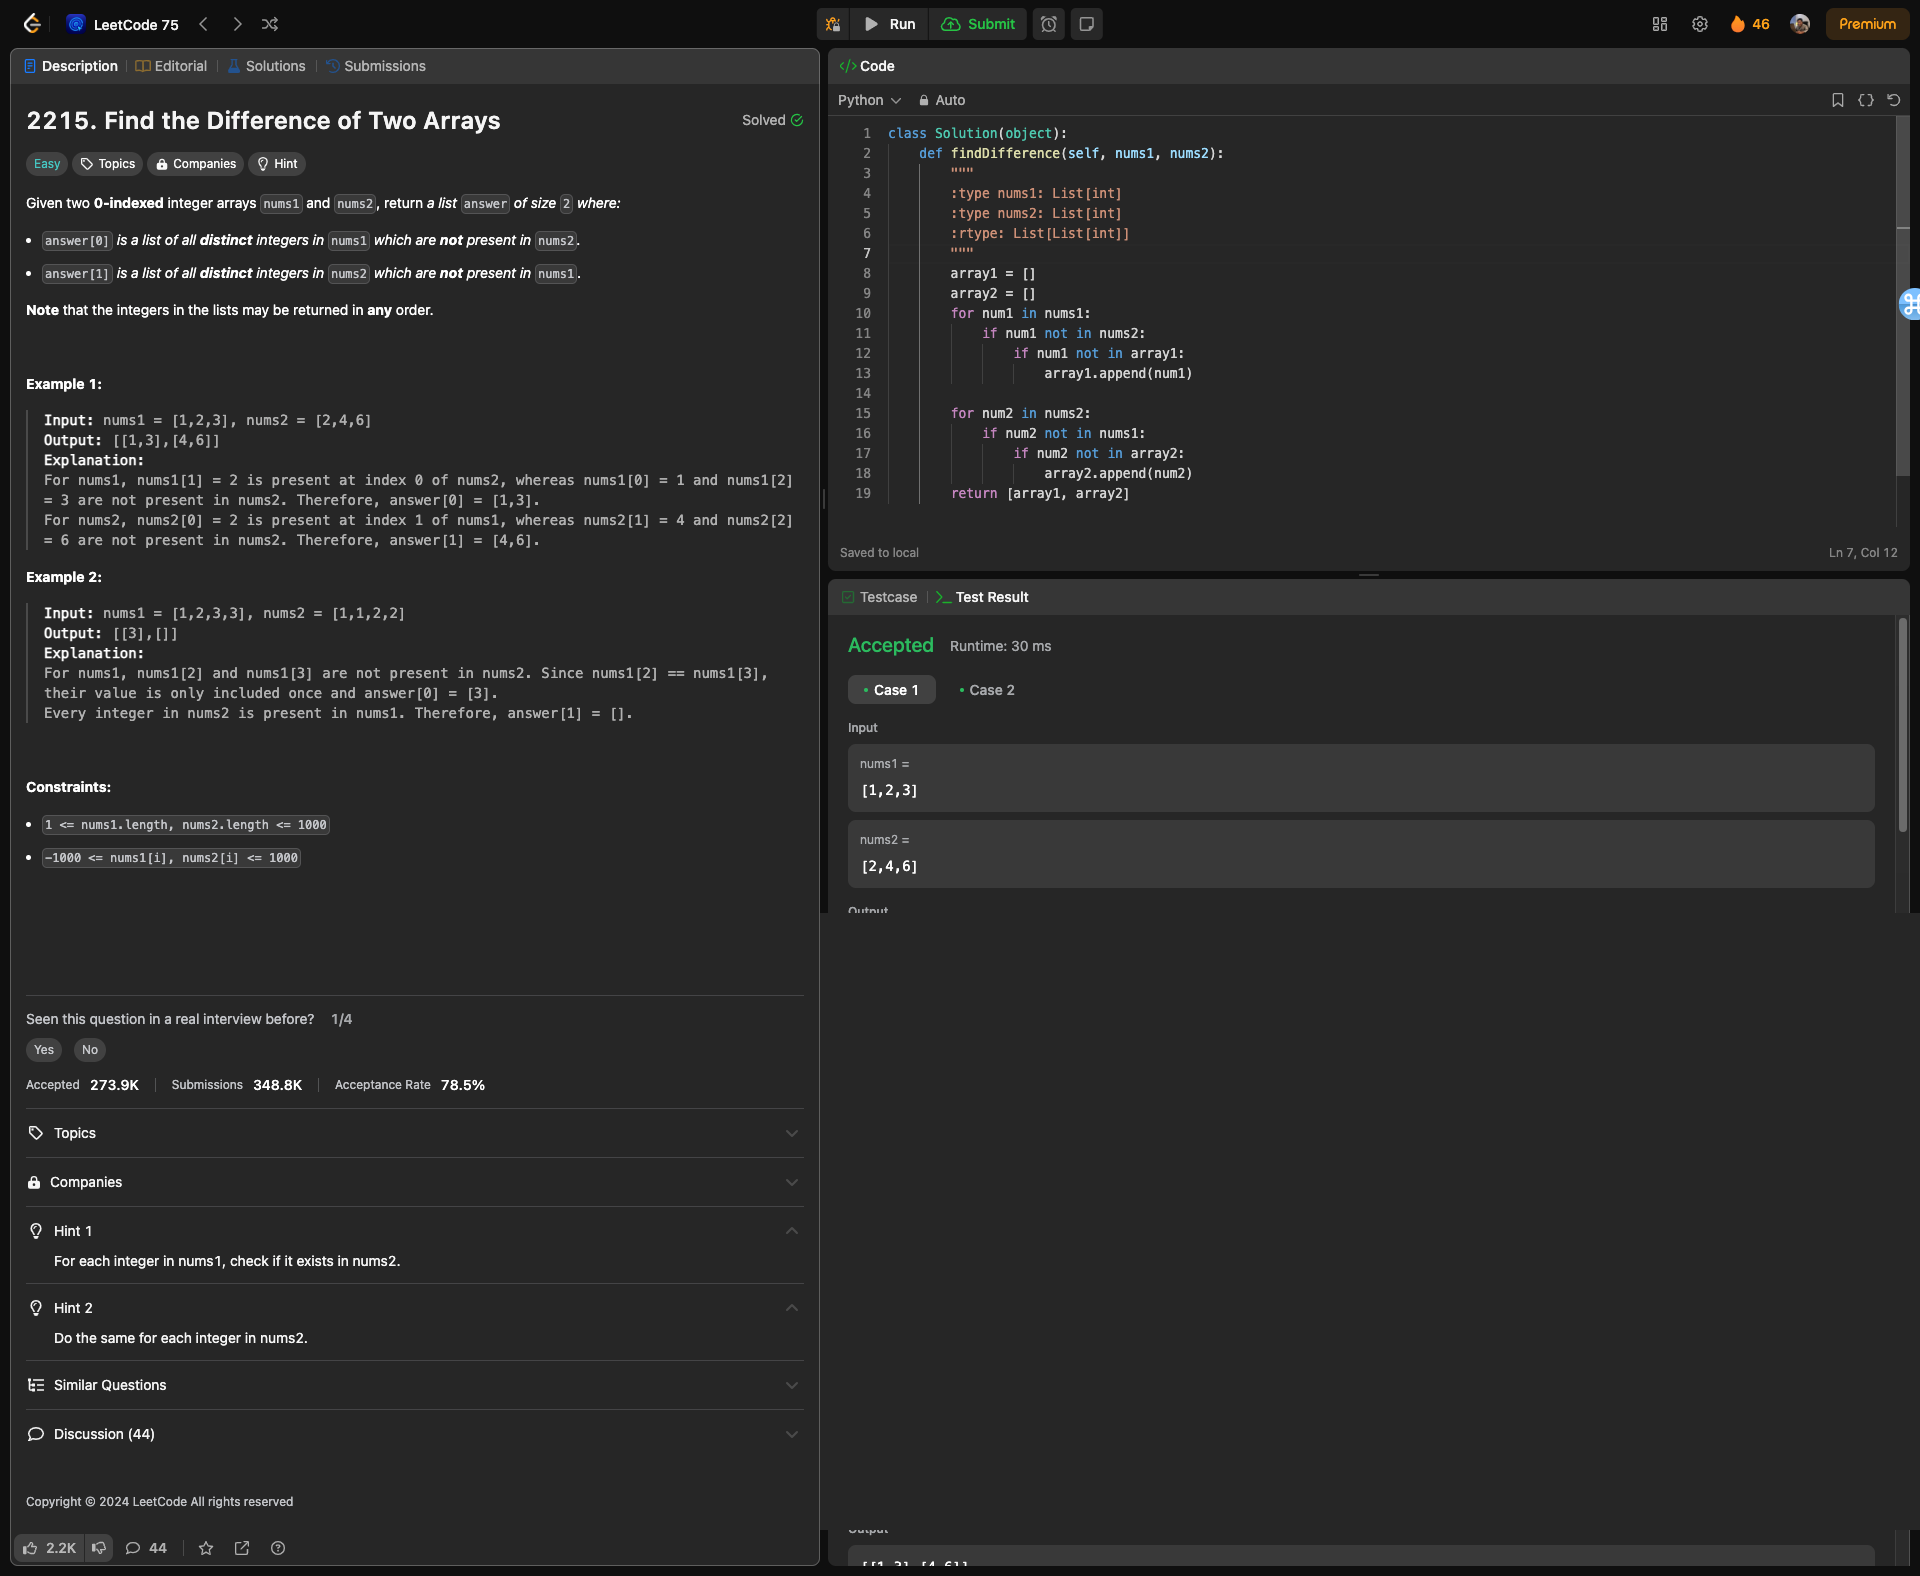 LeetCode 75
Run
Submit
46
Premium
Description
Editorial
Solutions
Submissions
2215. Find the Difference of Two Arrays
Solved
Easy
Topics
Companies
Hint
Given two 0-indexed integer arrays nums1 and nums2, return a list answer of size 2 where:
• answer[0] is a list of all distinct integers in nums1 which are not present in nums2.
• answer[1] is a list of all distinct integers in nums2 which are not present in nums1.
Note that the integers in the lists may be returned in any order.
Example 1:
Input: nums1 = [1,2,3], nums2 = [2,4,6]
Output: [[1,3],[4,6]]
Explanation:
For nums1, nums1[1] = 2 is present at index 0 of nums2, whereas nums1[0] = 1 and nums1[2]
= 3 are not present in nums2. Therefore, answer[0] = [1,3].
For nums2, nums2[0] = 2 is present at index 1 of nums1, whereas nums2[1] = 4 and nums2[2]
= 6 are not present in nums2. Therefore, answer[1] = [4,6].
Example 2:
Input: nums1 = [1,2,3,3], nums2 = [1,1,2,2]
Output: [[3],[]]
Explanation:
For nums1, nums1[2] and nums1[3] are not present in nums2. Since nums1[2] == nums1[3],
their value is only included once and answer[0] = [3].
Every integer in nums2 is present in nums1. Therefore, answer[1] = [].
Constraints:
• 1 <= nums1.length, nums2.length <= 1000
• -1000 <= nums1[i], nums2[i] <= 1000
Seen this question in a real interview before? 1/4
Yes
No
Accepted 273.9K
Submissions 348.8K
Acceptance Rate 78.5%
Topics
Companies
Hint 1
For each integer in nums1, check if it exists in nums2.
Hint 2
Do the same for each integer in nums2.
Similar Questions
Discussion (44)
Copyright © 2024 LeetCode All rights reserved
2.2K
44
</> Code
Python
Auto
1 class Solution(object):
2     def findDifference(self, nums1, nums2):
3         """
4         :type nums1: List[int]
5         :type nums2: List[int]
6         :rtype: List[List[int]]
7         """
8         array1 = []
9         array2 = []
10         for num1 in nums1:
11             if num1 not in nums2:
12                 if num1 not in array1:
13                     array1.append(num1)
14
15         for num2 in nums2:
16             if num2 not in nums1:
17                 if num2 not in array2:
18                     array2.append(num2)
19         return [array1, array2]
Saved to local
Ln 7, Col 12
Testcase
Test Result
Accepted
Runtime: 30 ms
• Case 1
• Case 2
Input
nums1 =
[1,2,3]
nums2 =
[2,4,6]
Output
Output
[[1,3],[4,6]]